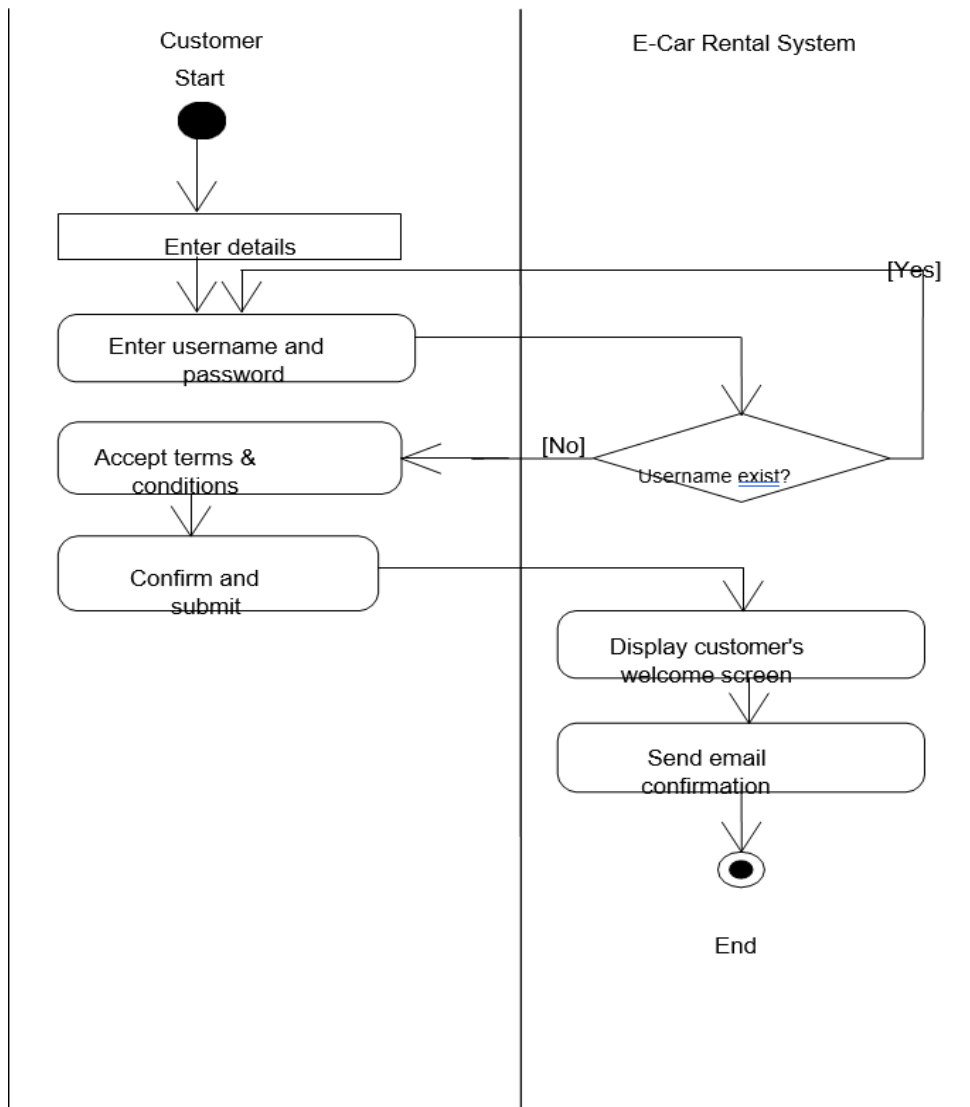 Customer
E-Car Rental System
Start
Enter details
[Yes]
Enter username and
password
[No]
Accept terms &
conditions
Username exist?
Confirm and
submit
Display customer's
welcome screen
Send email
confirmation
End